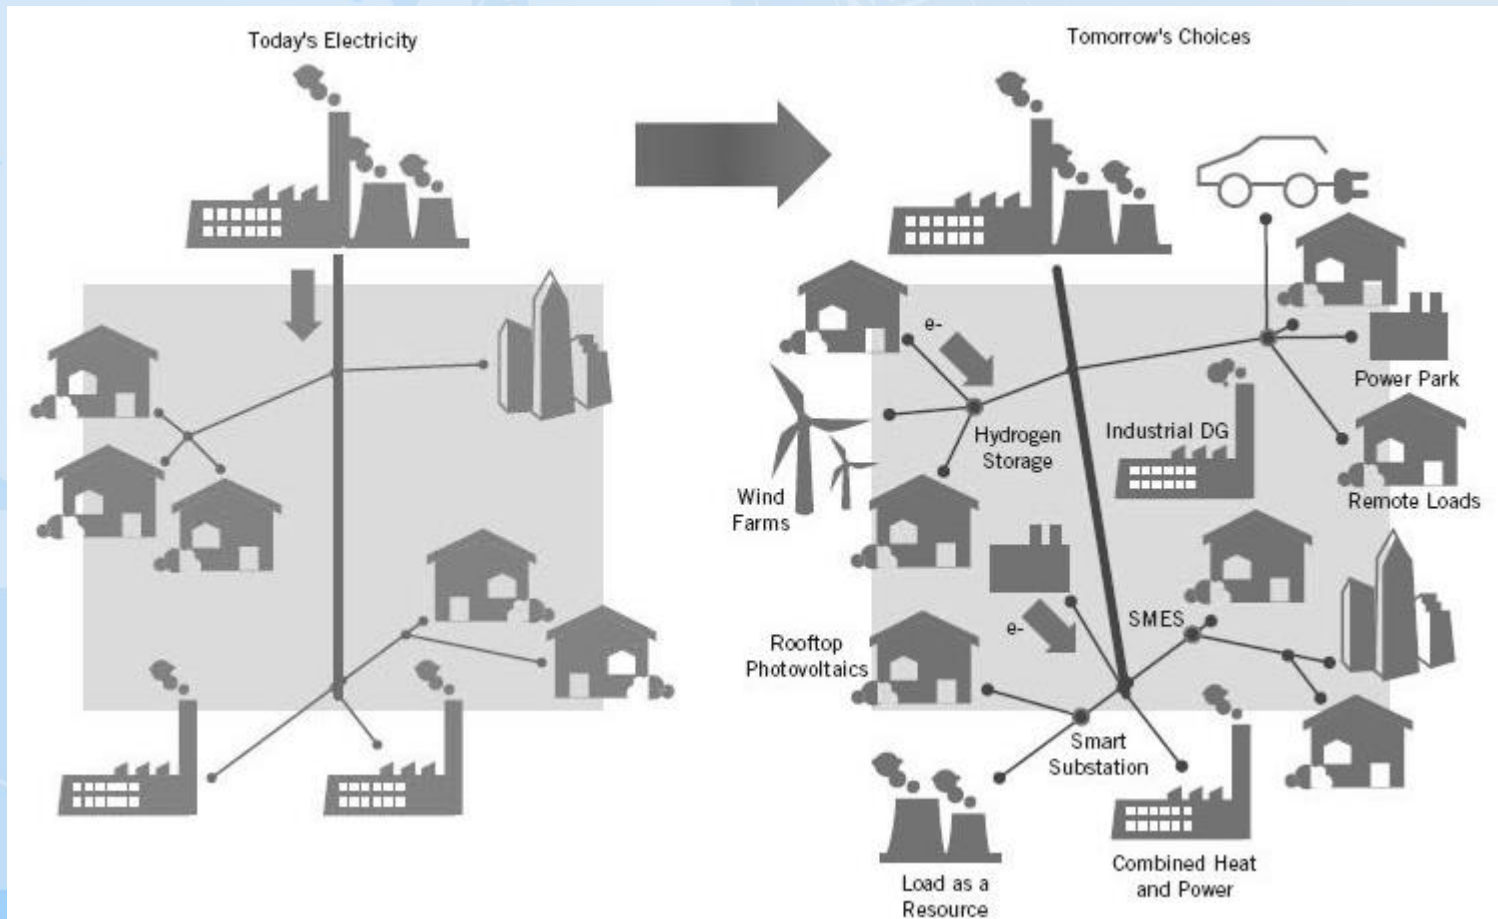 Today's Electricity
Tomorrow's Choices
e-
Power Park
Hydrogen
Storage
Industrial DG
Wind
Farms
Remote Loads
SMES
e-
Rooftop
Photovoltaics
Smart
Substation
Combined Heat
and Power
Load as a
Resource